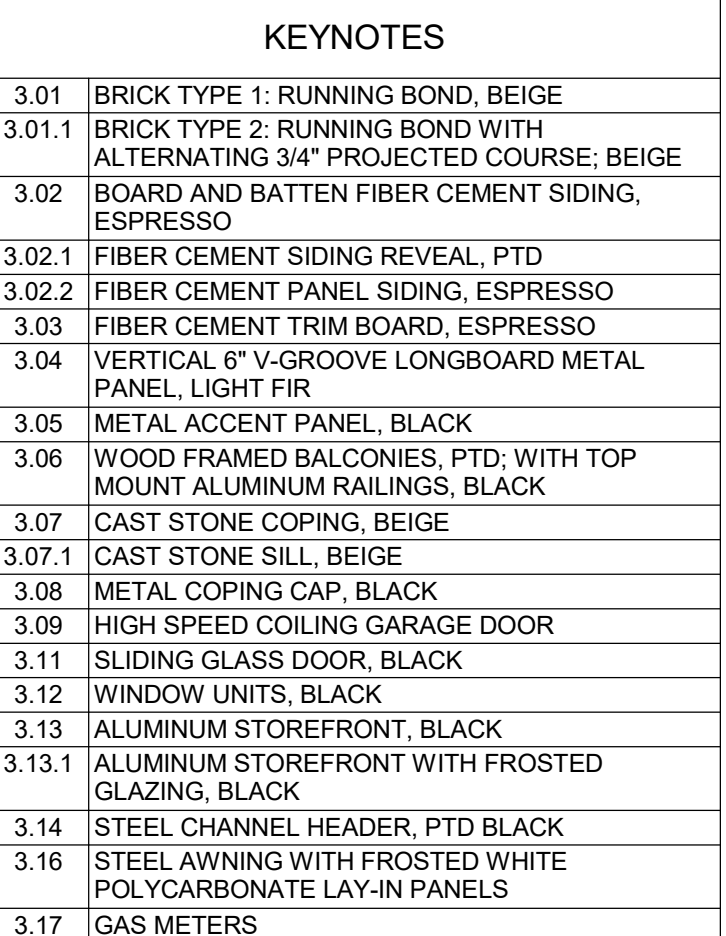 KEYNOTES
3.01 BRICK TYPE 1: RUNNING BOND, BEIGE
3.01.1 BRICK TYPE 2: RUNNING BOND WITH
ALTERNATING 3/4" PROJECTED COURSE; BEIGE
3.02 BOARD AND BATTEN FIBER CEMENT SIDING,
ESPRESSO
3.02.1 FIBER CEMENT SIDING REVEAL, PTD
3.02.2 FIBER CEMENT PANEL SIDING, ESPRESSO
3.03 FIBER CEMENT TRIM BOARD, ESPRESSO
3.04 VERTICAL 6" V-GROOVE LONGBOARD METAL
PANEL, LIGHT FIR
3.05 METAL ACCENT PANEL, BLACK
3.06 WOOD FRAMED BALCONIES, PTD; WITH TOP
MOUNT ALUMINUM RAILINGS, BLACK
3.07 CAST STONE COPING, BEIGE
3.07.1 CAST STONE SILL, BEIGE
3.08 METAL COPING CAP, BLACK
3.09 HIGH SPEED COILING GARAGE DOOR
3.11 SLIDING GLASS DOOR, BLACK
3.12 WINDOW UNITS, BLACK
3.13 ALUMINUM STOREFRONT, BLACK
3.13.1 ALUMINUM STOREFRONT WITH FROSTED
GLAZING, BLACK
3.14 STEEL CHANNEL HEADER, PTD BLACK
3.16 STEEL AWNING WITH FROSTED WHITE
POLYCARBONATE LAY-IN PANELS
3.17 GAS METERS